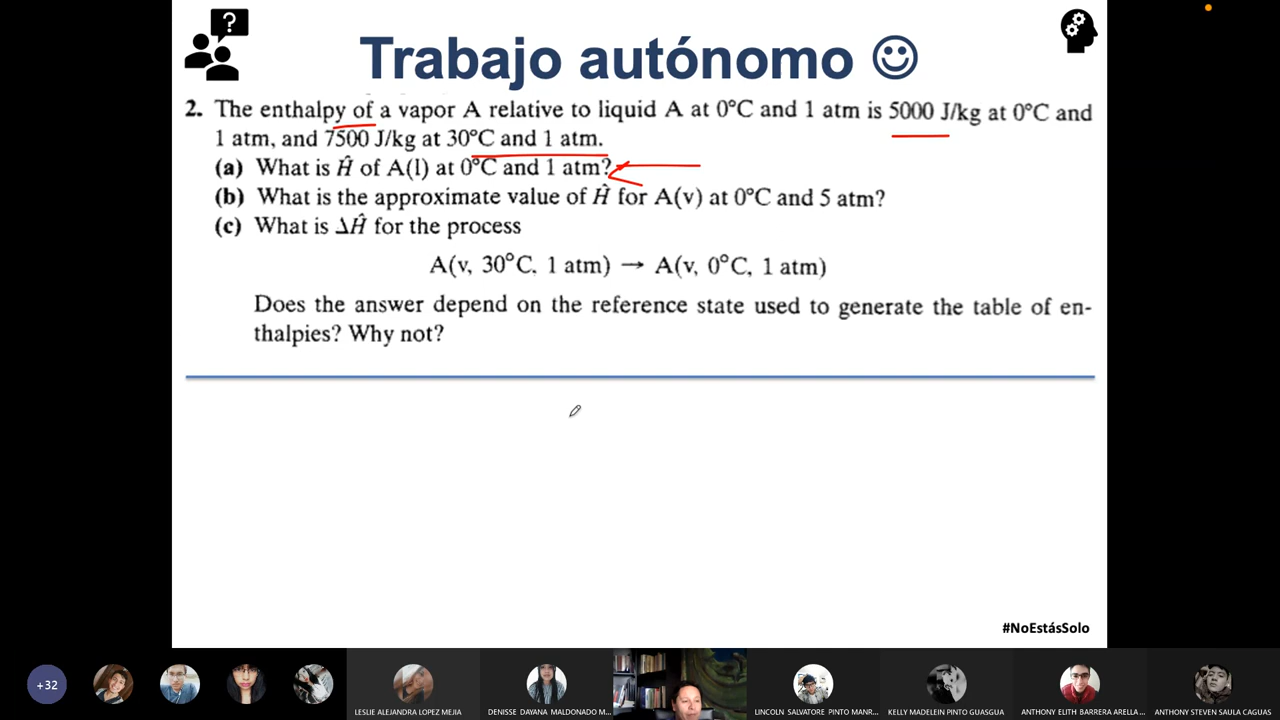 ?
Trabajo autónomo
2. The enthalpy of a vapor A relative to liquid A at 0°C and 1 atm is 5000 J/kg at 0°C and
1 atm, and 7500 J/kg at 30°C and 1 atm.
(a) What is Ĥ of A(l) at 0°C and 1 atm?
(b) What is the approximate value of Ĥ for A(v) at 0°C and 5 atm?
(c) What is ΔĤ for the process
A(v, 30°C, 1 atm) → A(v, 0°C, 1 atm)
Does the answer depend on the reference state used to generate the table of en-
thalpies? Why not?
#NoEstásSolo
+32
LESLIE ALEJANDRA LOPEZ MEJIA
DENISSE DAYANA MALDONADO M...
LINCOLN SALVATORE PINTO MANR...
KELLY MADELEIN PINTO GUASGUA
ANTHONY ELITH BARRERA ARELLA ...
ANTHONY STEVEN SAULA CAGUAS